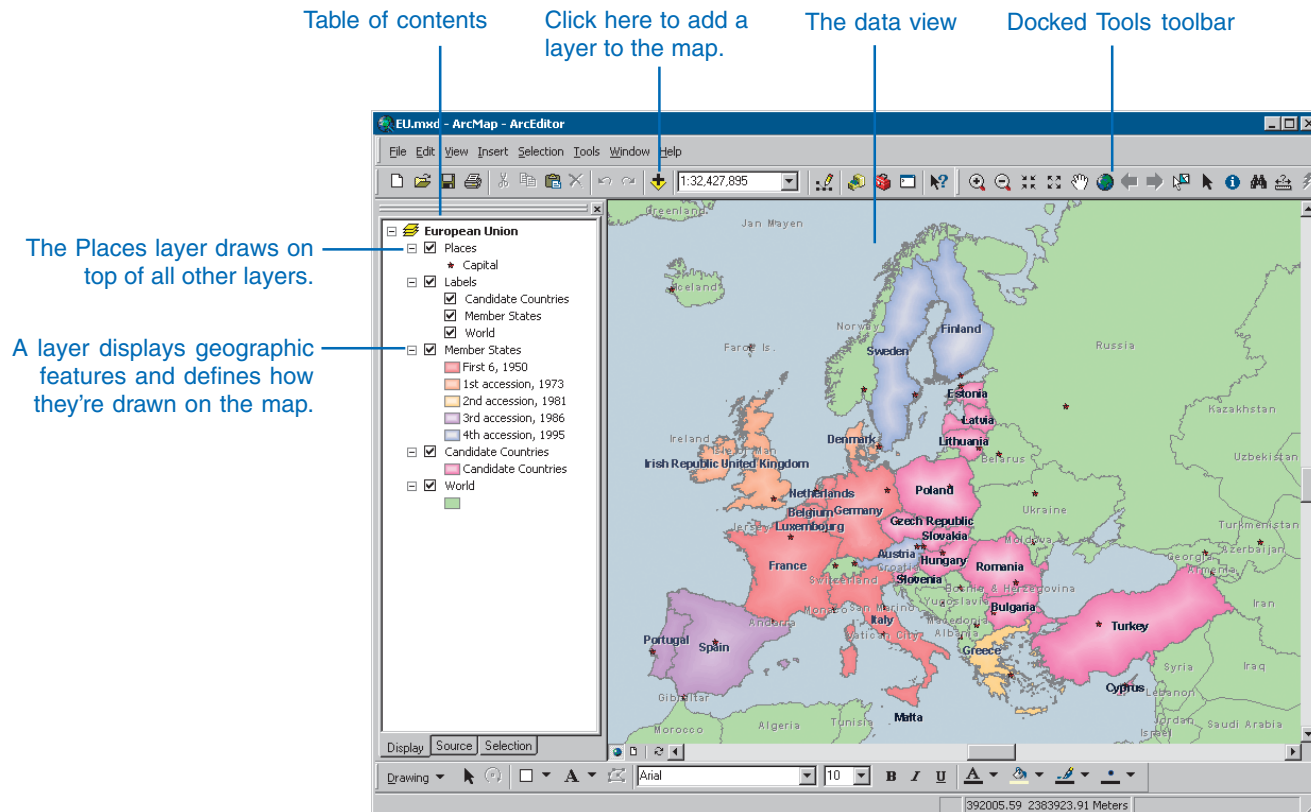 Table of contents
Click here to add a
layer to the map.
The data view
Docked Tools toolbar
EU.mxd - ArcMap - ArcEditor
File Edit View Insert Selection Tools Window Help
1:32,427,895
The Places layer draws on
top of all other layers.
A layer displays geographic
features and defines how
they're drawn on the map.
European Union
Places
Capital
Labels
Candidate Countries
Member States
World
Member States
First 6, 1950
1st accession, 1973
2nd accession, 1981
3rd accession, 1986
4th accession, 1995
Candidate Countries
Candidate Countries
World
Display Source Selection
Greenland
Jan Mayen
Iceland
Norway
Finland
Sweden
Faroe Is.
Russia
Estonia
Latvia
Lithuania
Kazakhstan
Ireland
Isle of Man
Denmark
Belarus
Uzbekistan
Irish Republic United Kingdom
Netherlands
Poland
Belgium Germany
Ukraine
Jersey
Luxembourg
Czech Republic
Slovakia
Turkmenistan
Moldova
Austria
Hungary
Romania
Georgia
Azerbaijan
Armenia
France
Switzerland
Croatia
Slovenia
Bosnia & Herzegovina
Yugoslavia
Monaco San Marino
Bulgaria
Iran
Andorra
Italy
Macedonia
Vatican City
Albania
Turkey
Portugal
Spain
Greece
Syria
Iraq
Gibraltar
Cyprus
Lebanon
Malta
Morocco
Algeria
Tunisia
Jordan
Israel
Saudi Arabia
Drawing
A
Arial
10
B I U A
392005.59 2383923.91 Meters